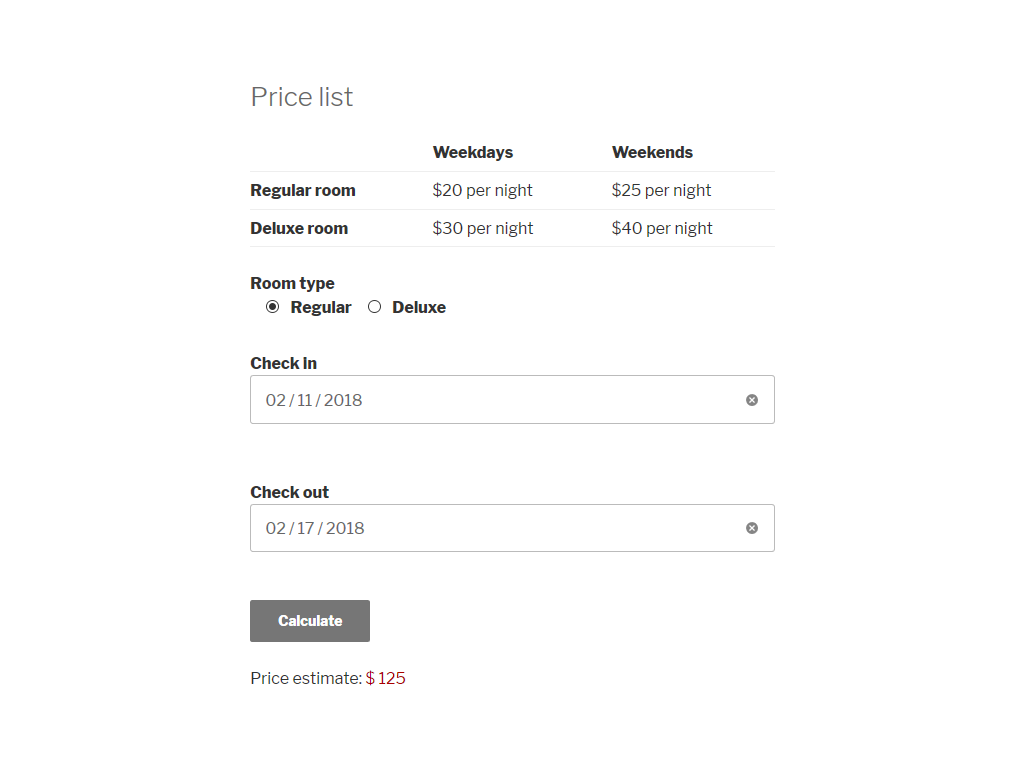 Price list
Weekdays Weekends
Regular room $20 per night $25 per night
Deluxe room $30 per night $40 per night
Room type
Regular Deluxe
Check in
02 / 11 / 2018
Check out
02 / 17 / 2018
Calculate
Price estimate: $ 125